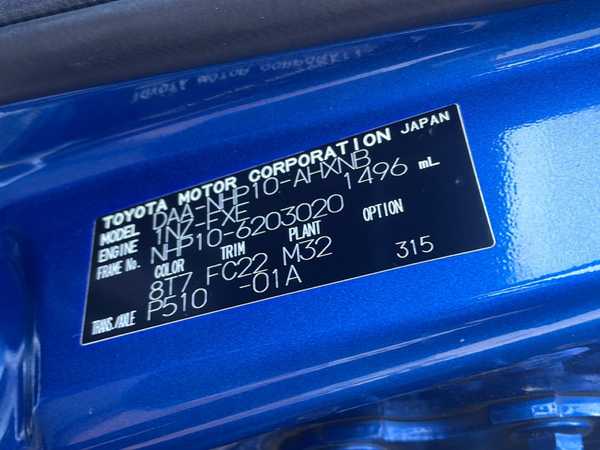 TOYOTA MOTOR CORPORATION JAPAN
MODEL DAA-NHP10-AHXNB
ENGINE 1NZ-FXE 1496 mL
FRAME No. NHP10-6203020
COLOR TRIM PLANT OPTION
8T7 FC22 M32 315
TRANS./AXLE P510 -01A